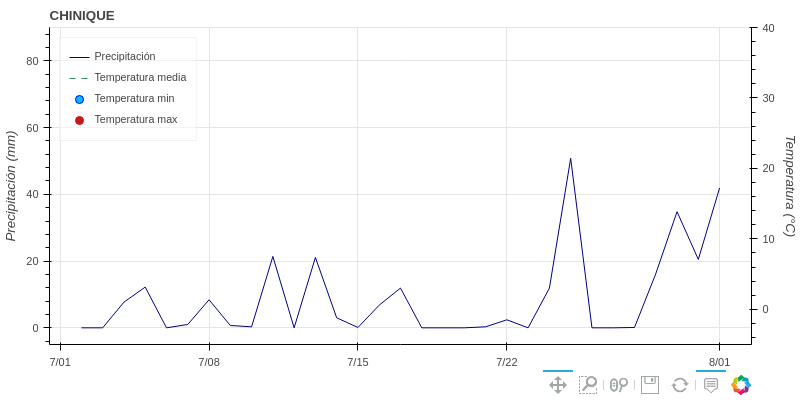 CHINIQUE
Precipitación
Temperatura media
Temperatura min
Temperatura max
Precipitación (mm)
80
60
40
20
0
Temperatura (°C)
40
30
20
10
0
7/01
7/08
7/15
7/22
8/01